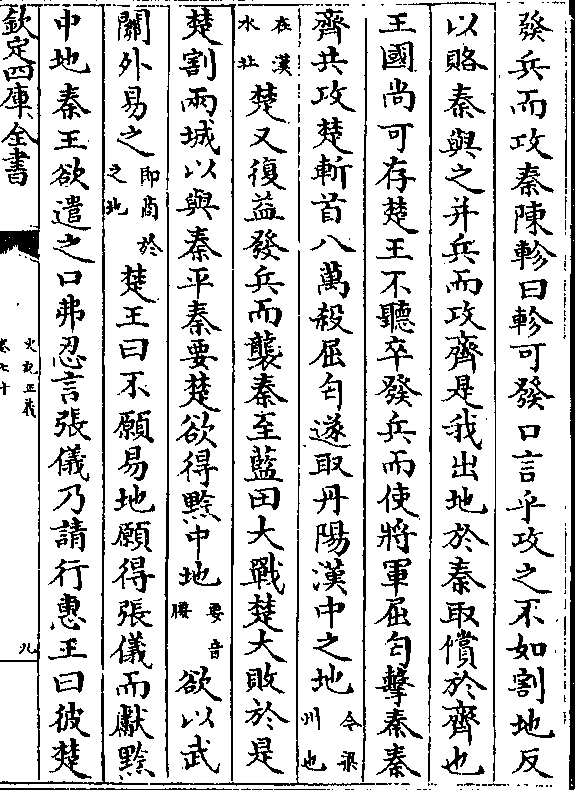 發兵而攻秦陳軫曰軫可發口言乎攻之不如割地反
以賂秦與之并兵而攻齊是我出地於秦取償於齊也
王國尚可存楚王不聽卒發兵而使將軍屈匄擊秦秦
齊共攻楚斬首八萬殺屈匄遂取丹陽漢中之地今梁州也
在漢水北楚又復益發兵而襲秦至藍田大戰楚大敗於是
楚割兩城以與秦平秦要楚欲得黔中地要音腰欲以武
關外易之即商於之北楚王曰不願易地願得張儀而獻黔
中地秦王欲遣之口弗忍言張儀乃請行惠王曰彼楚
欽定四庫全書
史記正義
卷七十
九